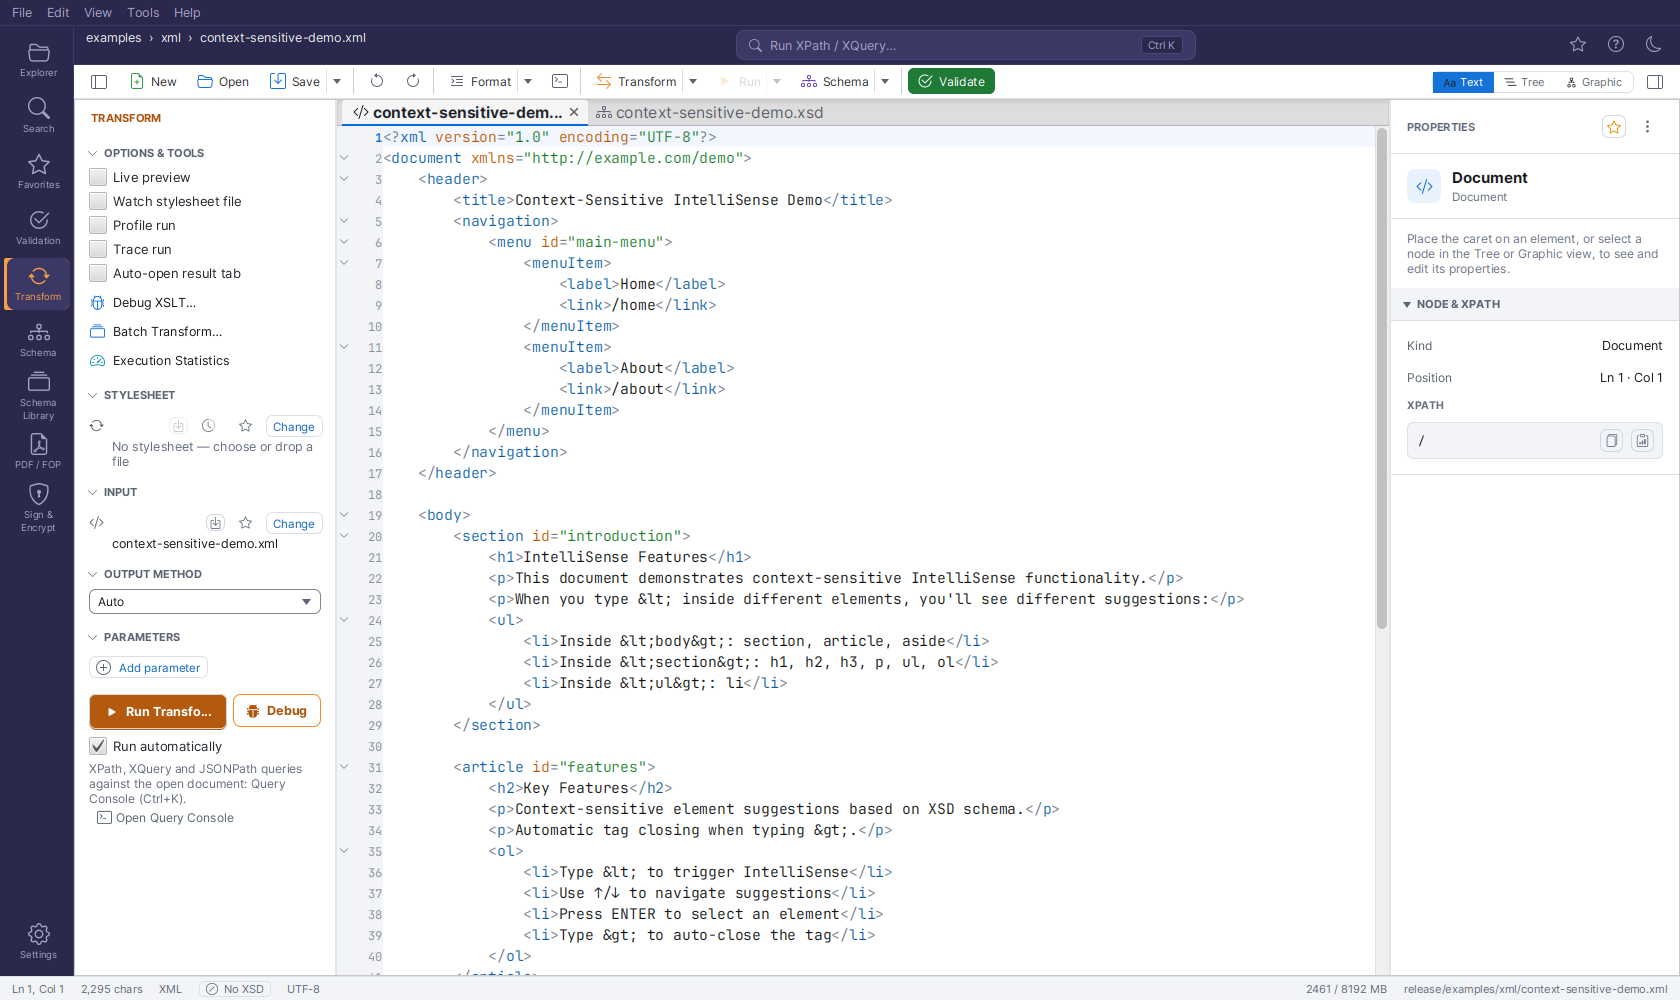 File Edit View Tools Help
examples › xml › context-sensitive-demo.xml
Run XPath / XQuery... Ctrl K
New Open Save Format Transform Run Schema Validate Aa Text Tree Graphic
Explorer
Search
Favorites
Validation
Transform
Schema
Schema
Library
PDF / FOP
Sign &
Encrypt
Settings
TRANSFORM
OPTIONS & TOOLS
Live preview
Watch stylesheet file
Profile run
Trace run
Auto-open result tab
Debug XSLT...
Batch Transform...
Execution Statistics
STYLESHEET
Change
No stylesheet — choose or drop a
file
INPUT
Change
context-sensitive-demo.xml
OUTPUT METHOD
Auto
PARAMETERS
Add parameter
Run Transfo... Debug
Run automatically
XPath, XQuery and JSONPath queries
against the open document: Query
Console (Ctrl+K).
Open Query Console
context-sensitive-dem... × context-sensitive-demo.xsd
1 <?xml version="1.0" encoding="UTF-8"?>
2 <document xmlns="http://example.com/demo">
3 <header>
4 <title>Context-Sensitive IntelliSense Demo</title>
5 <navigation>
6 <menu id="main-menu">
7 <menuItem>
8 <label>Home</label>
9 <link>/home</link>
10 </menuItem>
11 <menuItem>
12 <label>About</label>
13 <link>/about</link>
14 </menuItem>
15 </menu>
16 </navigation>
17 </header>
18
19 <body>
20 <section id="introduction">
21 <h1>IntelliSense Features</h1>
22 <p>This document demonstrates context-sensitive IntelliSense functionality.</p>
23 <p>When you type &lt; inside different elements, you'll see different suggestions:</p>
24 <ul>
25 <li>Inside &lt;body&gt;: section, article, aside</li>
26 <li>Inside &lt;section&gt;: h1, h2, h3, p, ul, ol</li>
27 <li>Inside &lt;ul&gt;: li</li>
28 </ul>
29 </section>
30
31 <article id="features">
32 <h2>Key Features</h2>
33 <p>Context-sensitive element suggestions based on XSD schema.</p>
34 <p>Automatic tag closing when typing &gt;.</p>
35 <ol>
36 <li>Type &lt; to trigger IntelliSense</li>
37 <li>Use ↑/↓ to navigate suggestions</li>
38 <li>Press ENTER to select an element</li>
39 <li>Type &gt; to auto-close the tag</li>
40 </ol>
PROPERTIES
Document
Document
Place the caret on an element, or select a
node in the Tree or Graphic view, to see and
edit its properties.
NODE & XPATH
Kind Document
Position Ln 1 · Col 1
XPATH
/
Ln 1, Col 1 2,295 chars XML No XSD UTF-8 2461 / 8192 MB release/examples/xml/context-sensitive-demo.xml